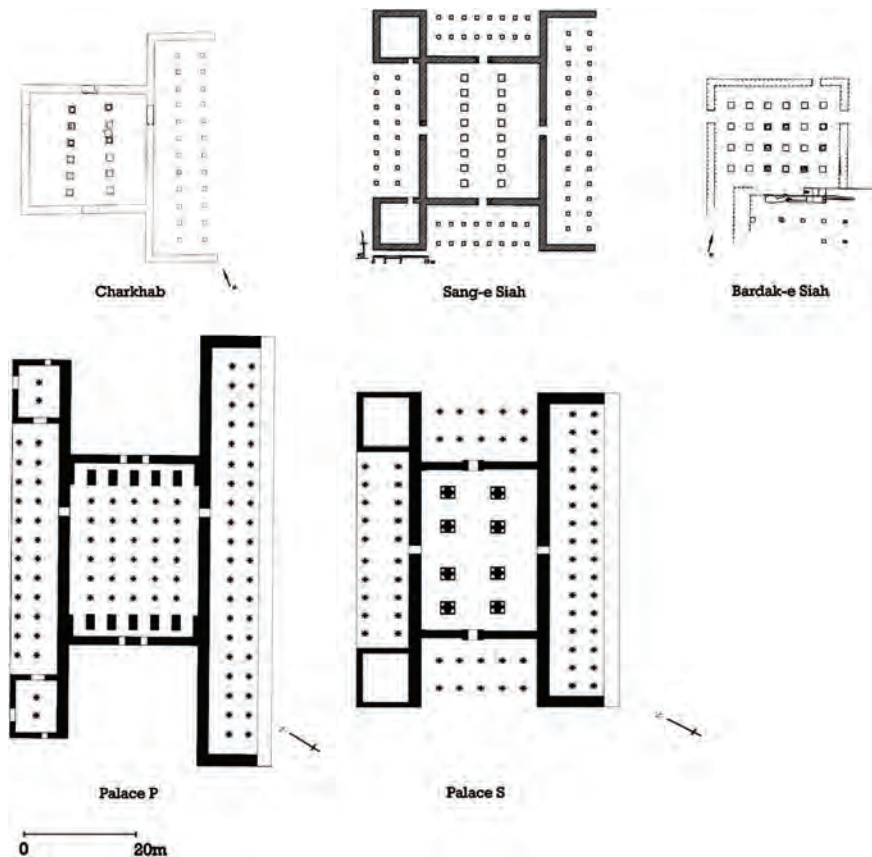 Charkhab
Sang-e Siah
Bardak-e Siah
Palace P
Palace S
0 20m